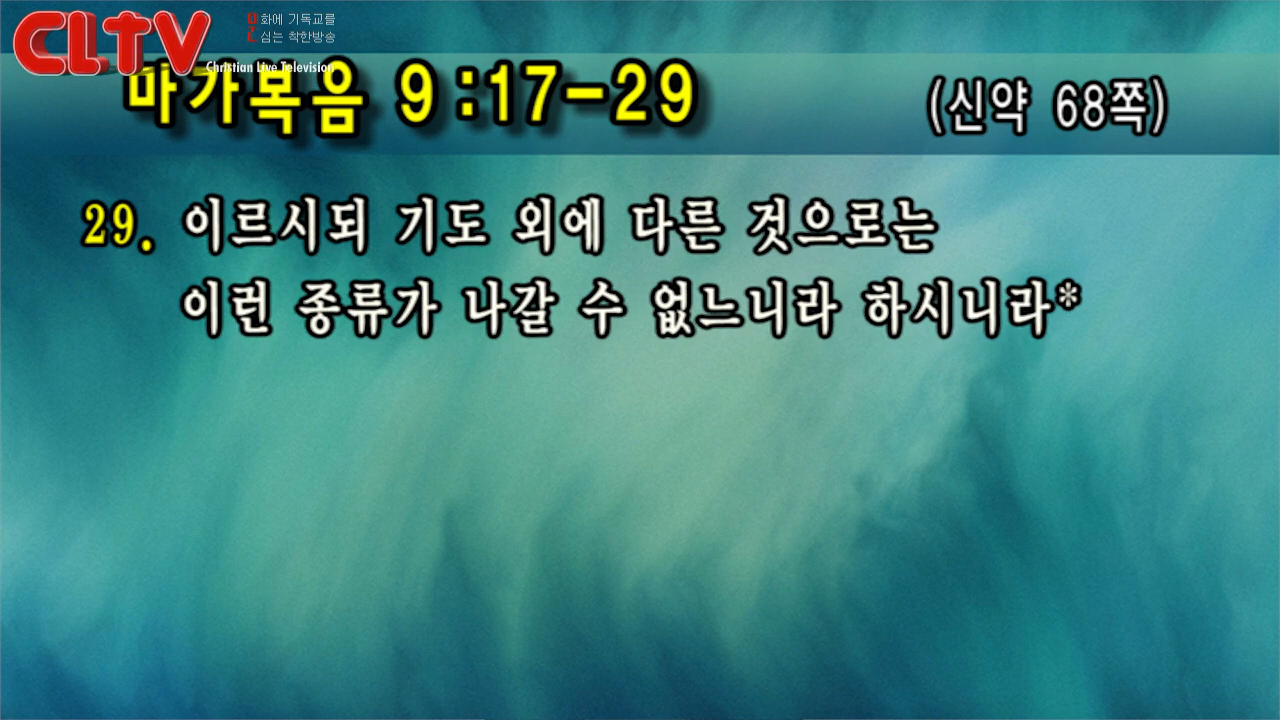 CLTV
문화에 기독교를
심는 착한방송
Christian Live Television
마가복음 9:17-29
(신약 68쪽)
29. 이르시되 기도 외에 다른 것으로는
이런 종류가 나갈 수 없느니라 하시니라*